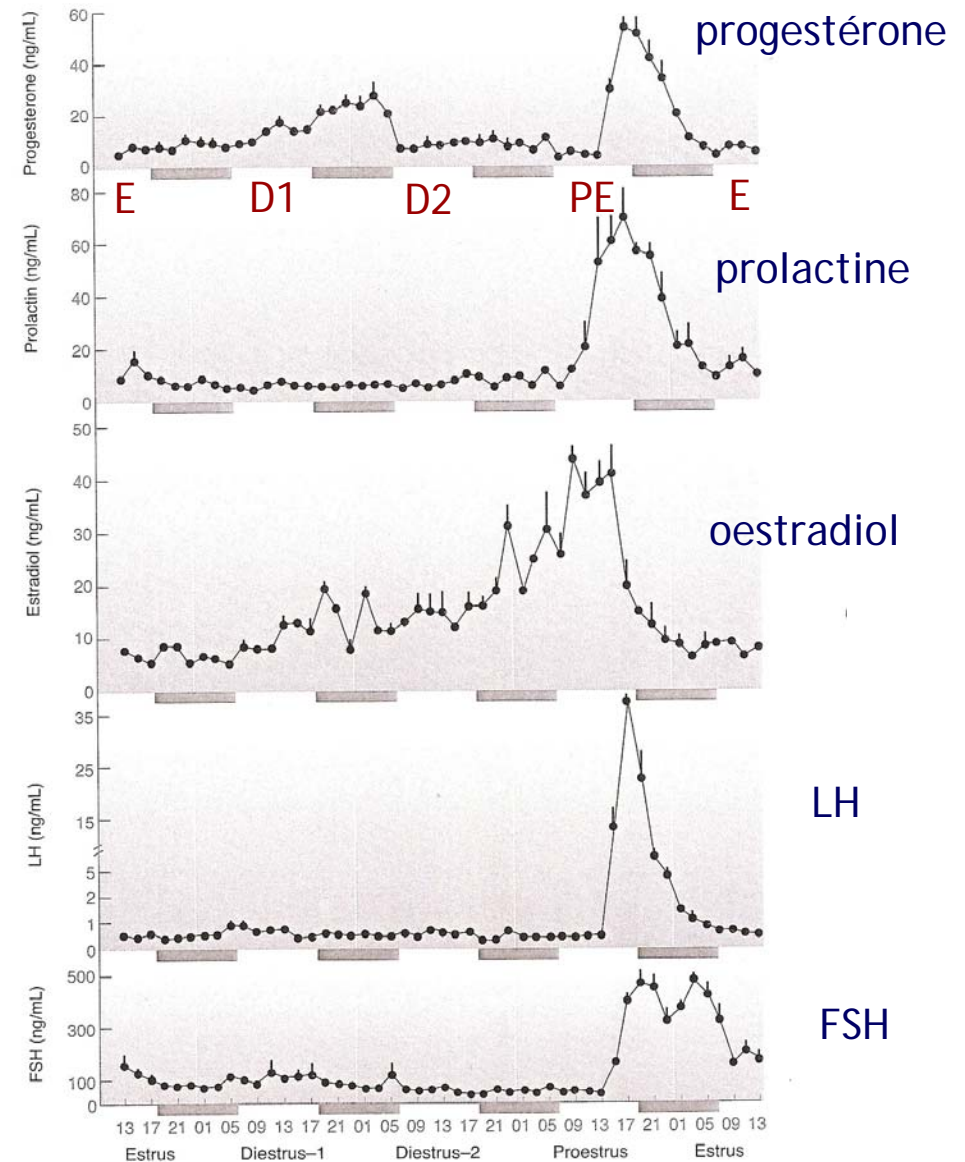 progestérone
Progesterone (ng/mL)
60
40
20
0
E D1 D2 PE E
prolactine
Prolactin (ng/mL)
80
60
40
20
0
oestradiol
Estradiol (ng/mL)
50
40
30
20
10
0
LH
LH (ng/mL)
35
25
15
5
2
1
0
FSH
FSH (ng/mL)
500
300
100
0
13 17 21 01 05 09 13 17 21 01 05 09 13 17 21 01 05 09 13 17 21 01 05 09 13
Estrus Diestrus–1 Diestrus–2 Proestrus Estrus